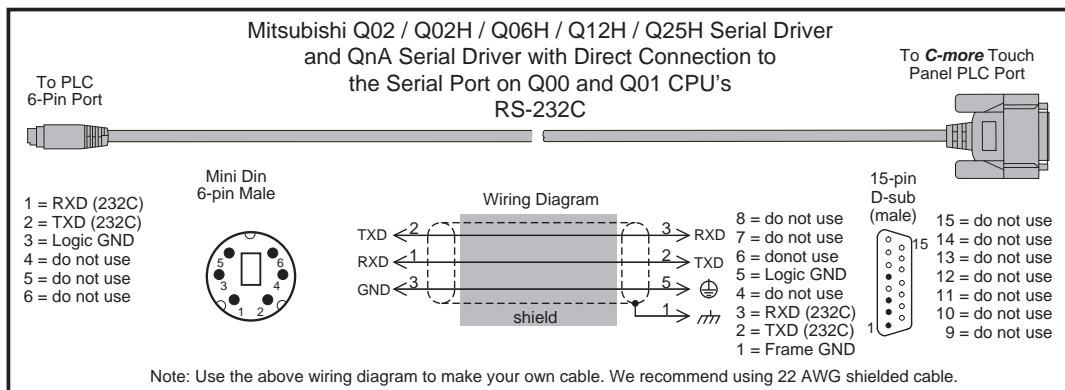 Mitsubishi Q02 / Q02H / Q06H / Q12H / Q25H Serial Driver
and QnA Serial Driver with Direct Connection to
the Serial Port on Q00 and Q01 CPU's
RS-232C
To PLC
6-Pin Port
To C-more Touch
Panel PLC Port
1 = RXD (232C)
2 = TXD (232C)
3 = Logic GND
4 = do not use
5 = do not use
6 = do not use
Mini Din
6-pin Male
5 6
3 4
1 2
Wiring Diagram
TXD 2 3 RXD
RXD 1 2 TXD
GND 3 5
1
shield
8 = do not use
7 = do not use
6 = donot use
5 = Logic GND
4 = do not use
3 = RXD (232C)
2 = TXD (232C)
1 = Frame GND
15-pin
D-sub
(male)
15
1
15 = do not use
14 = do not use
13 = do not use
12 = do not use
11 = do not use
10 = do not use
9 = do not use
Note: Use the above wiring diagram to make your own cable. We recommend using 22 AWG shielded cable.